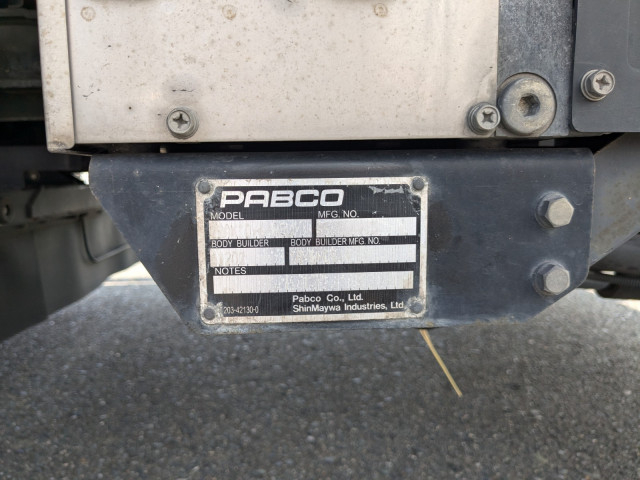 PABCO
MODEL MFG. NO.
BODY BUILDER BODY BUILDER MFG. NO.
NOTES
Pabco Co., Ltd.
203-42130-0 ShinMaywa Industries, Ltd.